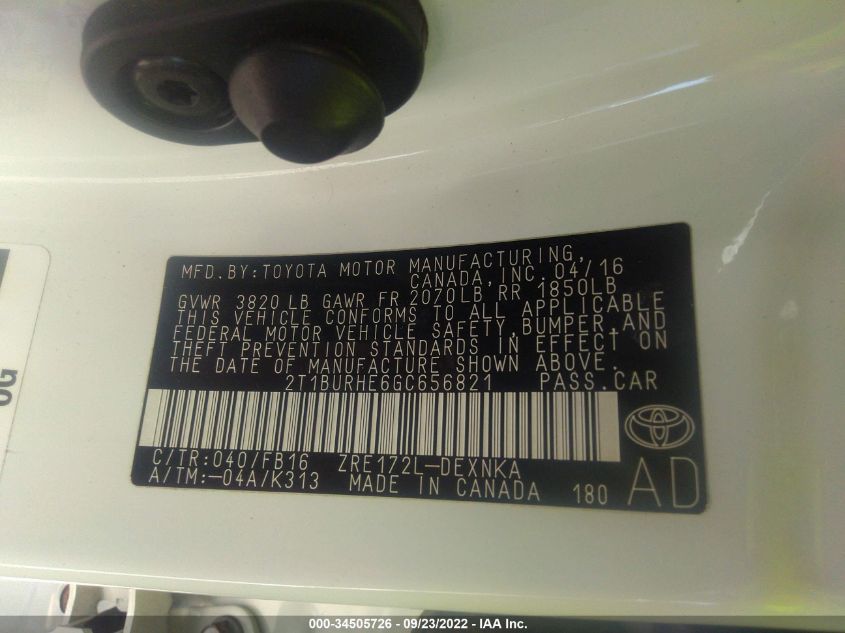 MFD.BY:TOYOTA MOTOR MANUFACTURING,
CANADA,INC. 04/16
GVWR 3820 LB GAWR FR 2070LB RR 1850LB
THIS VEHICLE CONFORMS TO ALL APPLICABLE
FEDERAL MOTOR VEHICLE SAFETY,BUMPER,AND
THEFT PREVENTION STANDARDS IN EFFECT ON
THE DATE OF MANUFACTURE SHOWN ABOVE.
2T1BURHE6GC656821 PASS.CAR
C/TR:040/FB16 ZRE172L-DEXNKA
A/TM:-04A/K313 MADE IN CANADA 180 AD
000-34505726 - 09/23/2022 - IAA Inc.